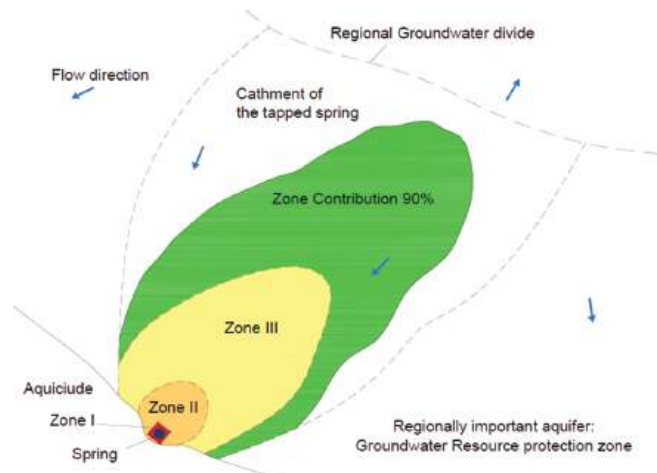 Regional Groundwater divide
Flow direction
Cathment of
the tapped spring
Zone Contribution 90%
Zone III
Aquiciude
Zone II
Zone I
Spring
Regionally important aquifer:
Groundwater Resource protection zone